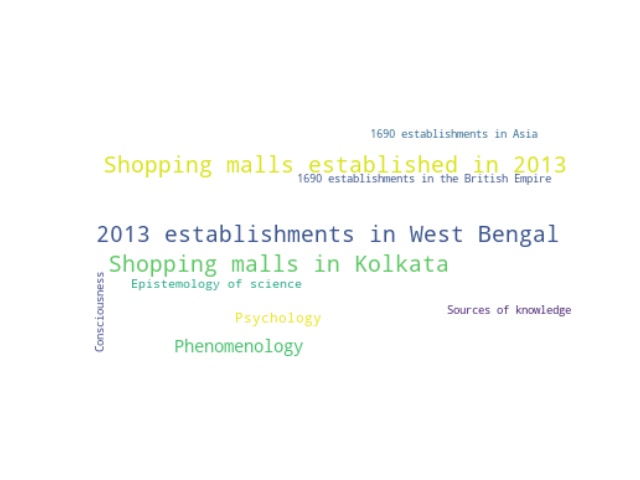 1690 establishments in Asia
Shopping malls established in 2013
1690 establishments in the British Empire
2013 establishments in West Bengal
Shopping malls in Kolkata
Epistemology of science
Consciousness
Sources of knowledge
Psychology
Phenomenology